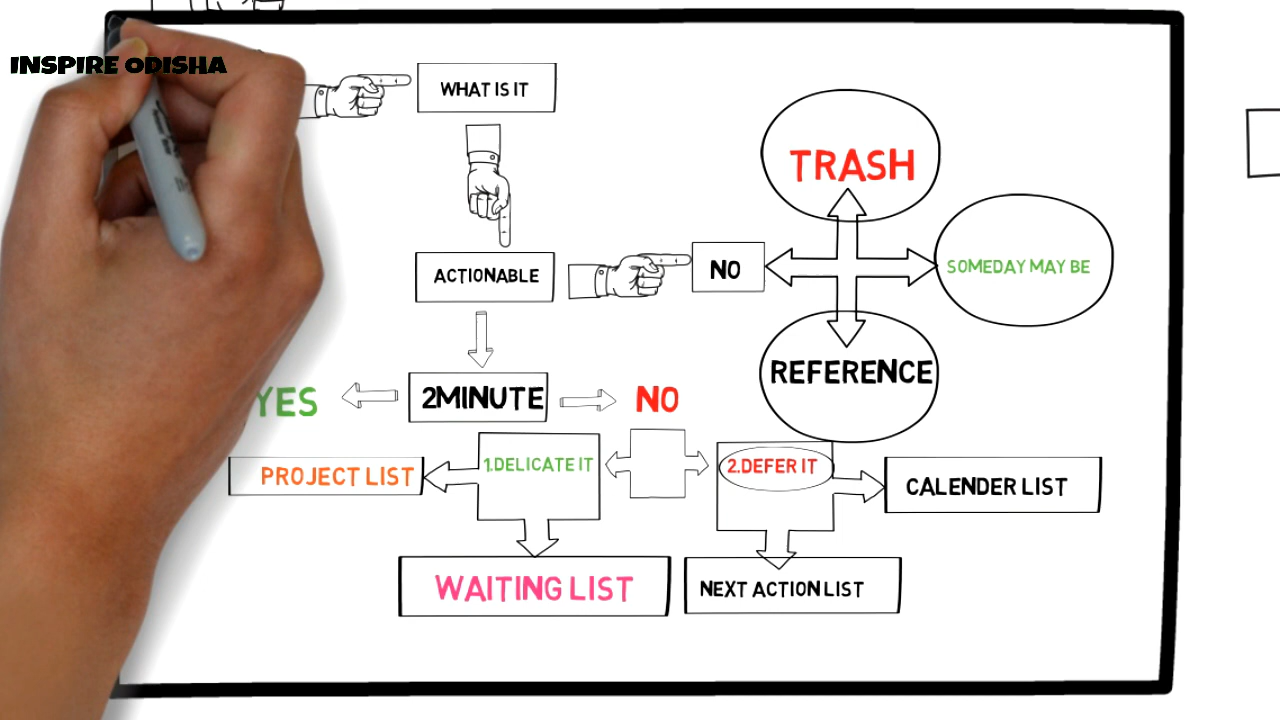 INSPIRE ODISHA
WHAT IS IT
TRASH
ACTIONABLE
NO
SOMEDAY MAY BE
REFERENCE
YES
2MINUTE
NO
PROJECT LIST
1.DELICATE IT
2.DEFER IT
CALENDER LIST
WAITING LIST
NEXT ACTION LIST